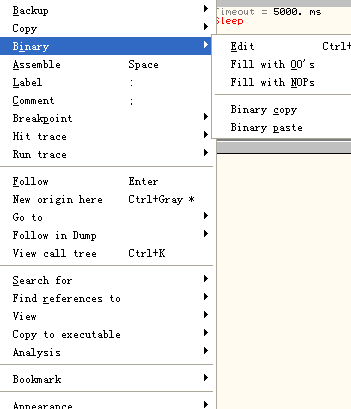 Backup
Copy
Binary
Assemble Space
Label :
Comment ;
Breakpoint
Hit trace
Run trace
Follow Enter
New origin here Ctrl+Gray *
Go to
Follow in Dump
View call tree Ctrl+K
Search for
Find references to
View
Copy to executable
Analysis
Bookmark
Appearance
Timeout = 5000. ms
Sleep
Edit Ctrl+
Fill with 00's
Fill with NOPs
Binary copy
Binary paste